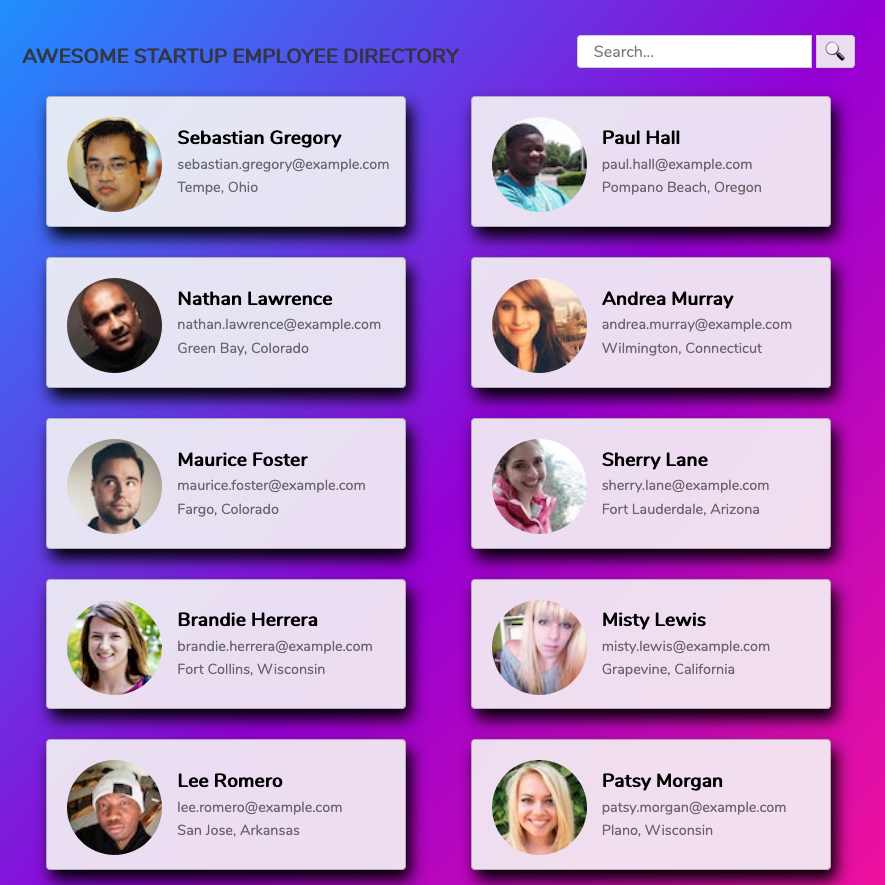 AWESOME STARTUP EMPLOYEE DIRECTORY
Search...
Sebastian Gregory
sebastian.gregory@example.com
Tempe, Ohio
Paul Hall
paul.hall@example.com
Pompano Beach, Oregon
Nathan Lawrence
nathan.lawrence@example.com
Green Bay, Colorado
Andrea Murray
andrea.murray@example.com
Wilmington, Connecticut
Maurice Foster
maurice.foster@example.com
Fargo, Colorado
Sherry Lane
sherry.lane@example.com
Fort Lauderdale, Arizona
Brandie Herrera
brandie.herrera@example.com
Fort Collins, Wisconsin
Misty Lewis
misty.lewis@example.com
Grapevine, California
Lee Romero
lee.romero@example.com
San Jose, Arkansas
Patsy Morgan
patsy.morgan@example.com
Plano, Wisconsin